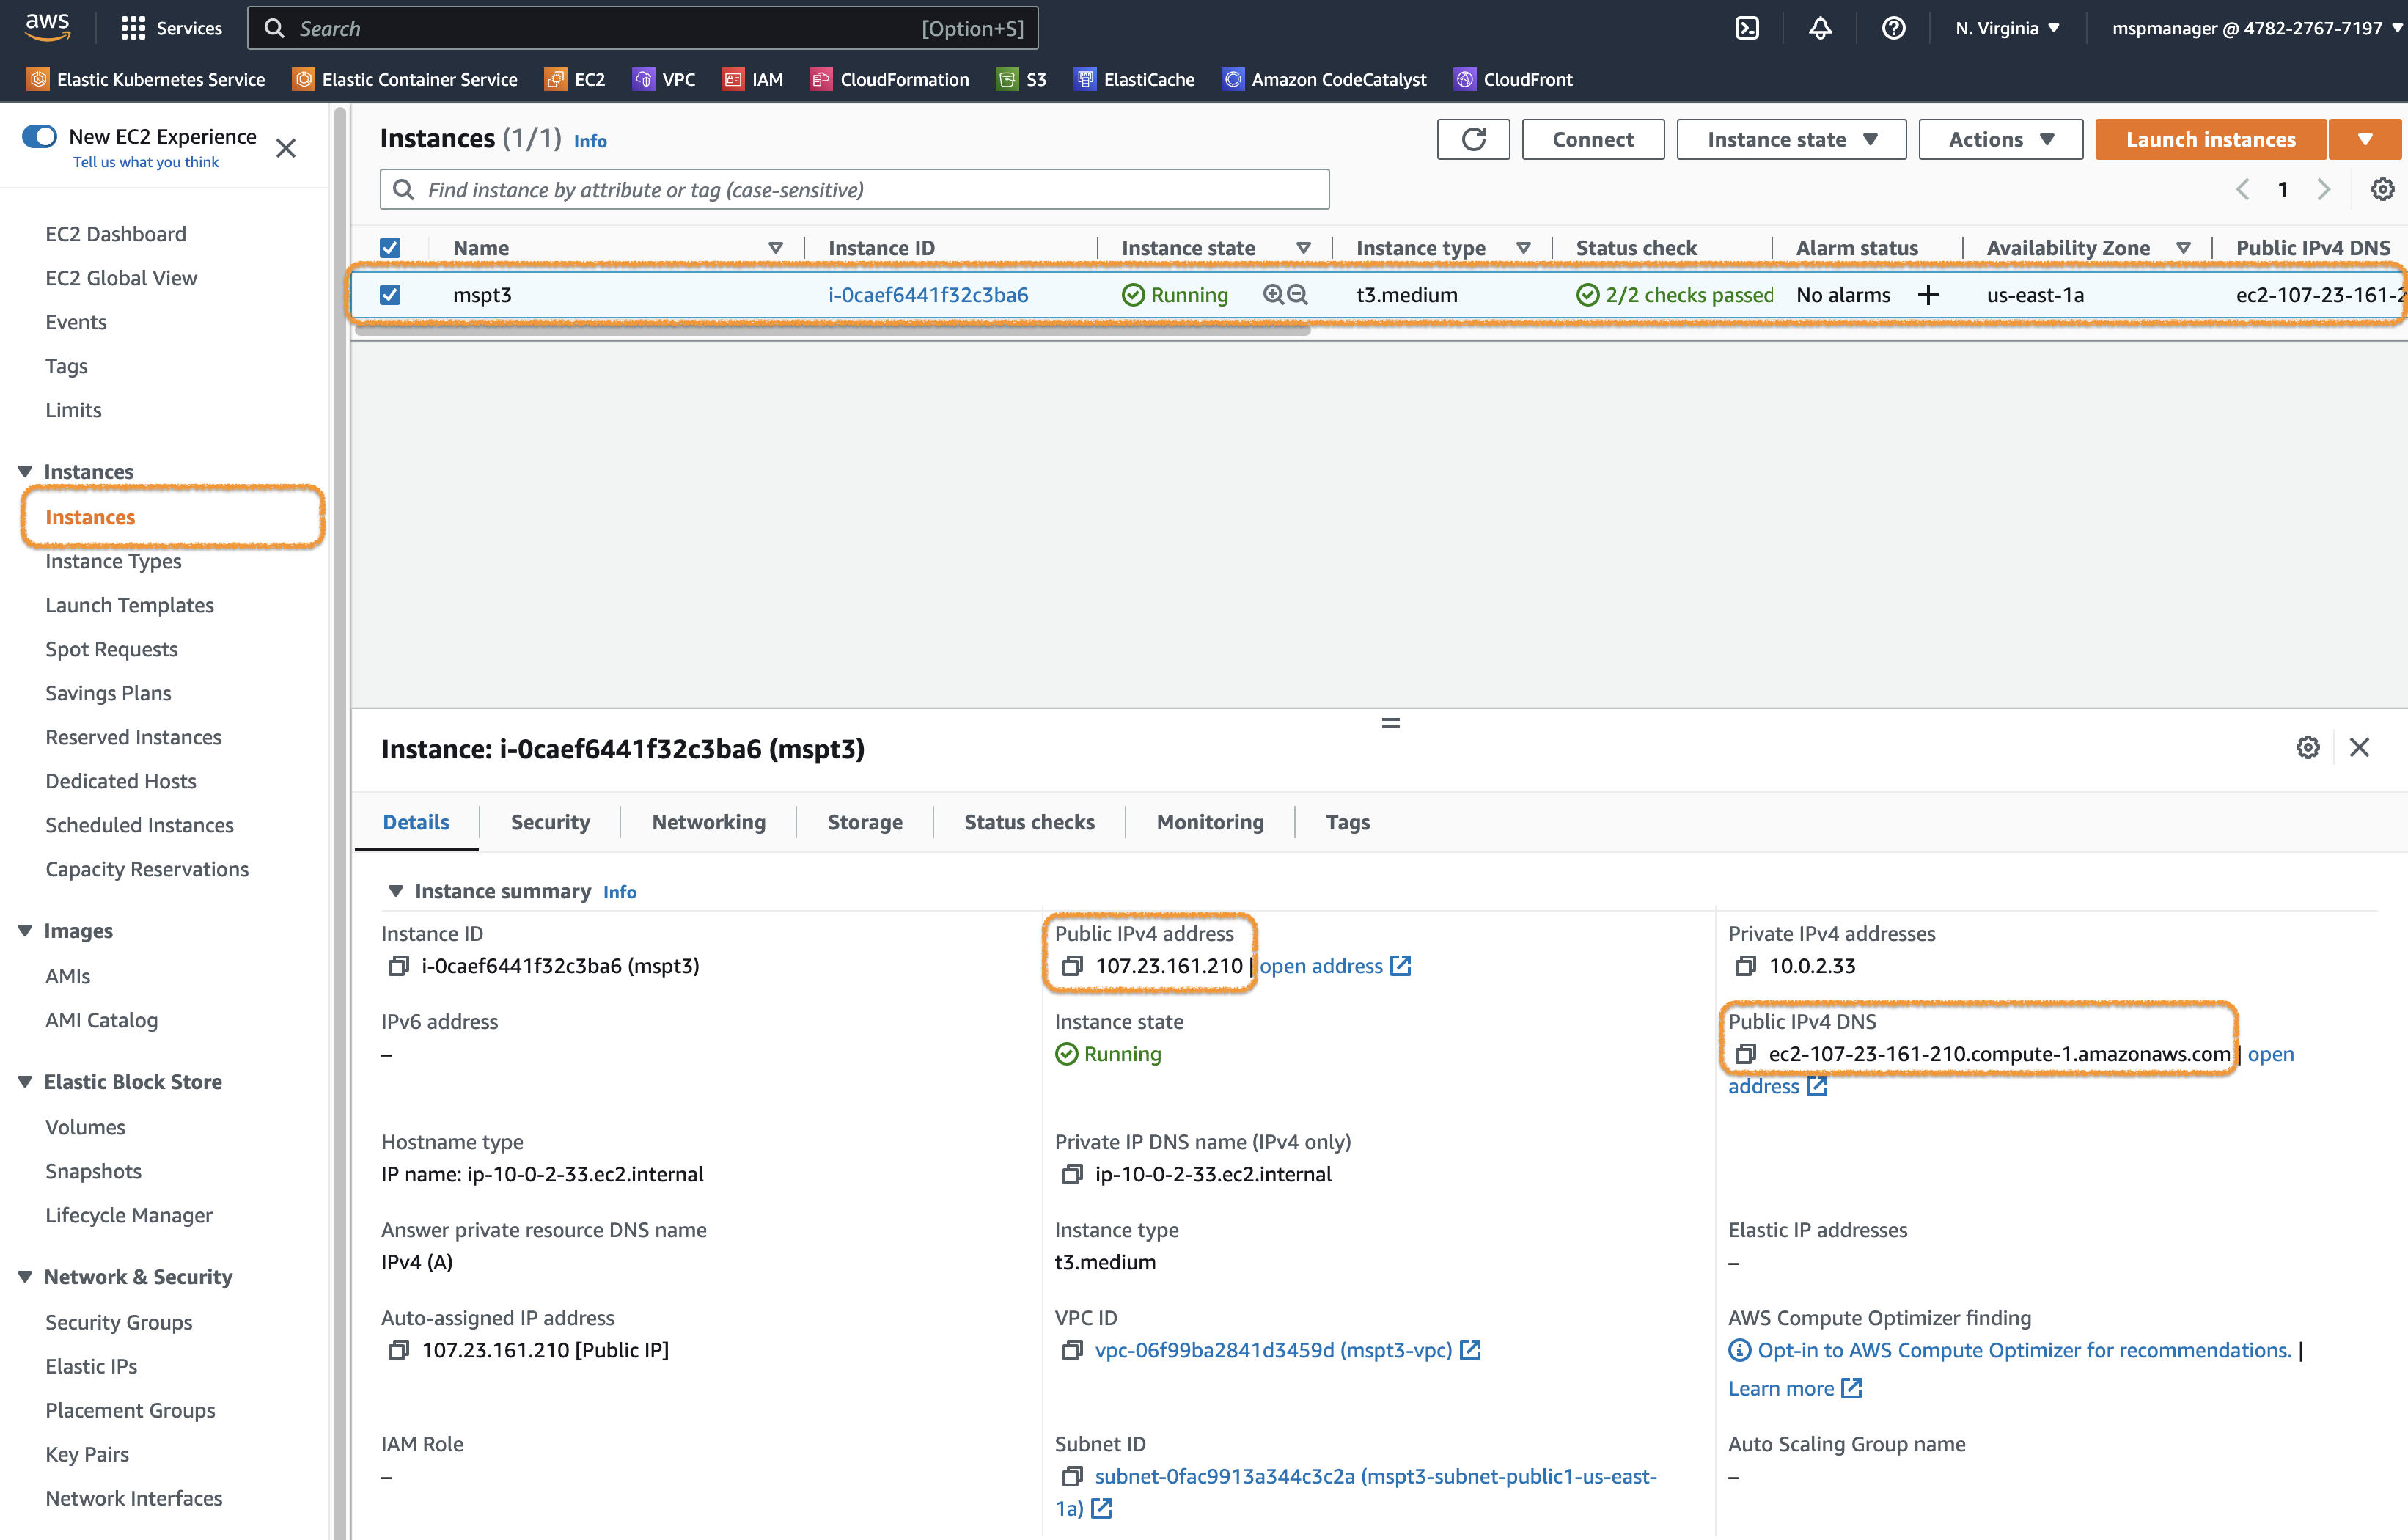 aws Services Search [Option+S] N. Virginia mspmanager @ 4782-2767-7197
Elastic Kubernetes Service Elastic Container Service EC2 VPC IAM CloudFormation S3 ElastiCache Amazon CodeCatalyst CloudFront
New EC2 Experience
Tell us what you think
EC2 Dashboard
EC2 Global View
Events
Tags
Limits
Instances
Instances
Instance Types
Launch Templates
Spot Requests
Savings Plans
Reserved Instances
Dedicated Hosts
Scheduled Instances
Capacity Reservations
Images
AMIs
AMI Catalog
Elastic Block Store
Volumes
Snapshots
Lifecycle Manager
Network & Security
Security Groups
Elastic IPs
Placement Groups
Key Pairs
Network Interfaces
Instances (1/1) Info Connect Instance state Actions Launch instances
Find instance by attribute or tag (case-sensitive) 1
Name Instance ID Instance state Instance type Status check Alarm status Availability Zone Public IPv4 DNS
mspt3 i-0caef6441f32c3ba6 Running t3.medium 2/2 checks passed No alarms + us-east-1a ec2-107-23-161-2
Instance: i-0caef6441f32c3ba6 (mspt3)
Details Security Networking Storage Status checks Monitoring Tags
Instance summary Info
Instance ID
i-0caef6441f32c3ba6 (mspt3)
Public IPv4 address
107.23.161.210 | open address
Private IPv4 addresses
10.0.2.33
IPv6 address
–
Instance state
Running
Public IPv4 DNS
ec2-107-23-161-210.compute-1.amazonaws.com | open
address
Hostname type
IP name: ip-10-0-2-33.ec2.internal
Private IP DNS name (IPv4 only)
ip-10-0-2-33.ec2.internal
Answer private resource DNS name
IPv4 (A)
Instance type
t3.medium
Elastic IP addresses
–
Auto-assigned IP address
107.23.161.210 [Public IP]
VPC ID
vpc-06f99ba2841d3459d (mspt3-vpc)
AWS Compute Optimizer finding
Opt-in to AWS Compute Optimizer for recommendations. |
Learn more
IAM Role
–
Subnet ID
subnet-0fac9913a344c3c2a (mspt3-subnet-public1-us-east-
1a)
Auto Scaling Group name
–